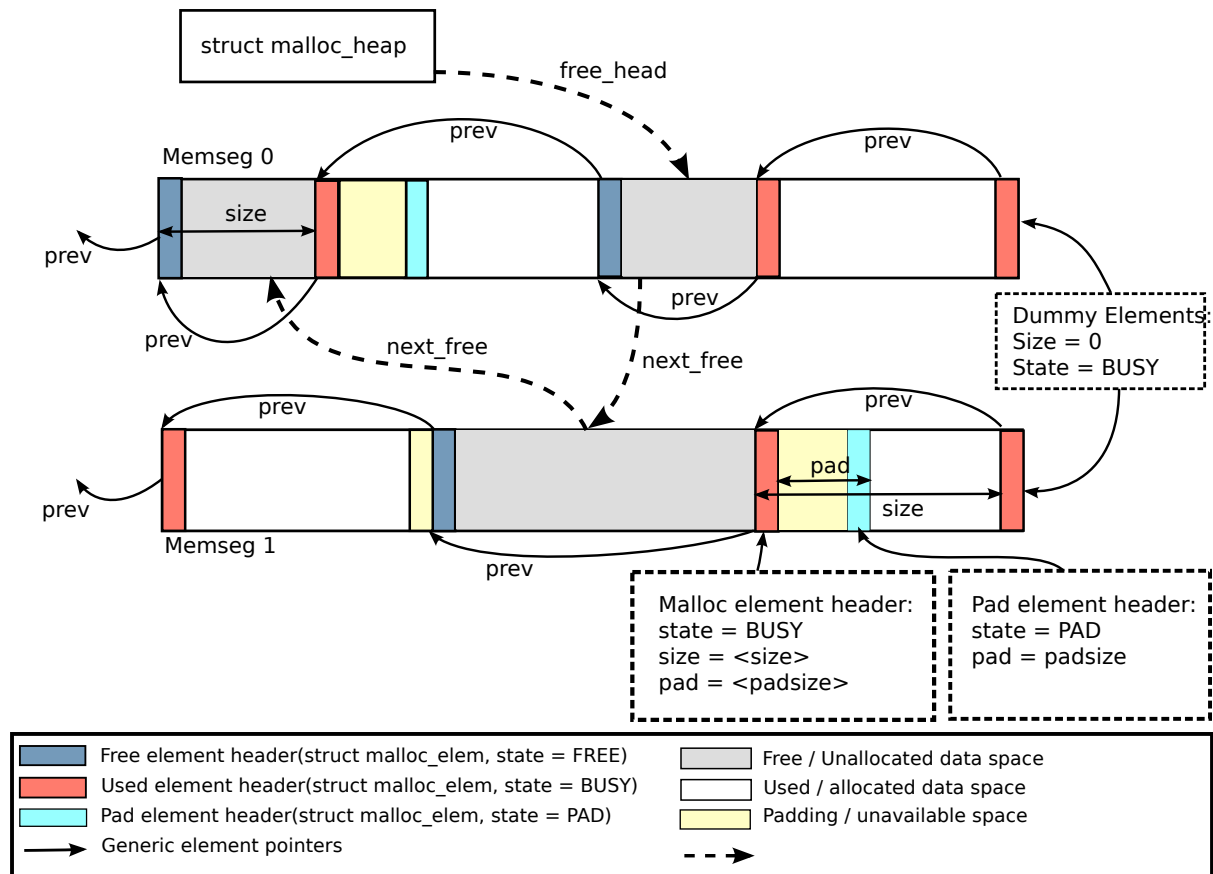 struct malloc_heap
free_head
prev
prev
Memseg 0
size
prev
prev
prev
Dummy Elements:
Size = 0
State = BUSY
next_free
next_free
prev
prev
pad
size
prev
Memseg 1
prev
Malloc element header:
state = BUSY
size = <size>
pad = <padsize>
Pad element header:
state = PAD
pad = padsize
Free element header(struct malloc_elem, state = FREE)
Used element header(struct malloc_elem, state = BUSY)
Pad element header(struct malloc_elem, state = PAD)
Generic element pointers
Free / Unallocated data space
Used / allocated data space
Padding / unavailable space